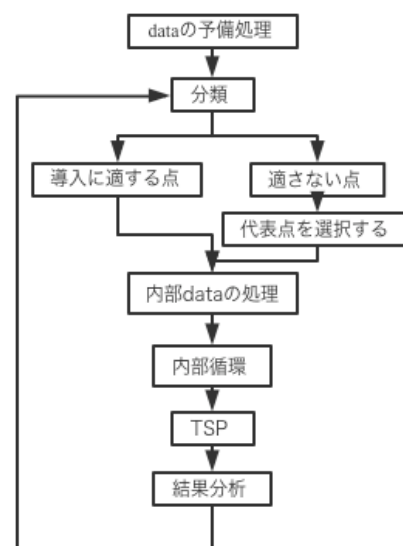 dataの予備処理
分類
導入に適する点
適さない点
代表点を選択する
内部dataの処理
内部循環
TSP
結果分析